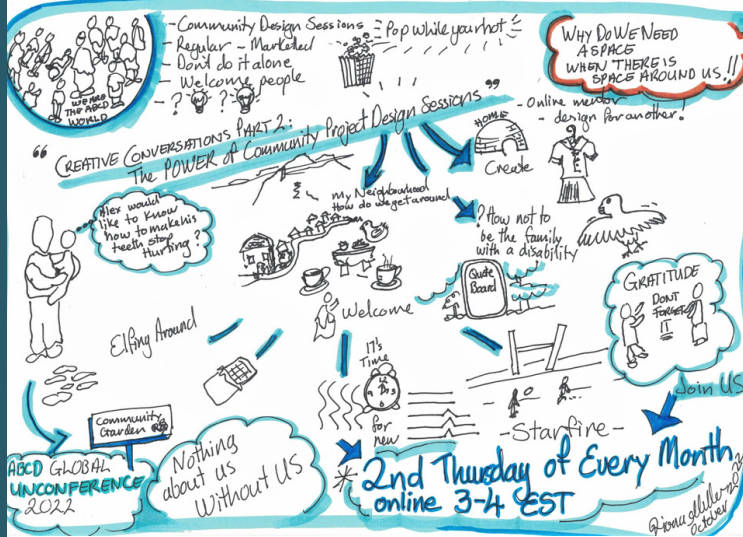 - Community Design Sessions
- Regular - Marketed
- Don't do it alone
Welcome people
- ? ?
Pop while your hot
WE ARE
THE ABCD
WORLD
WHY DO WE NEED
A SPACE
WHEN THERE IS
SPACE AROUND US !!
- Online mentor
- design for another!
“ CREATIVE CONVERSATIONS PART 2:
The POWER of Community Project Design Sessions ”
HOME
Create
Alex would
like to know
how to make his
teeth stop
Hurting?
my Neighbourhood
How do we get around
? How not to
be the family
with a disability
Quote
Board
Welcome
GRATITUDE
DON'T
FORGET
IT
Elfing Around
IT's
Time
for
new
- Starfire -
Join US
Community
Garden
ABCD GLOBAL
UNCONFERENCE
2022
Nothing
about us
Without US
* 2nd Thursday of Every Month
online 3-4 EST
October